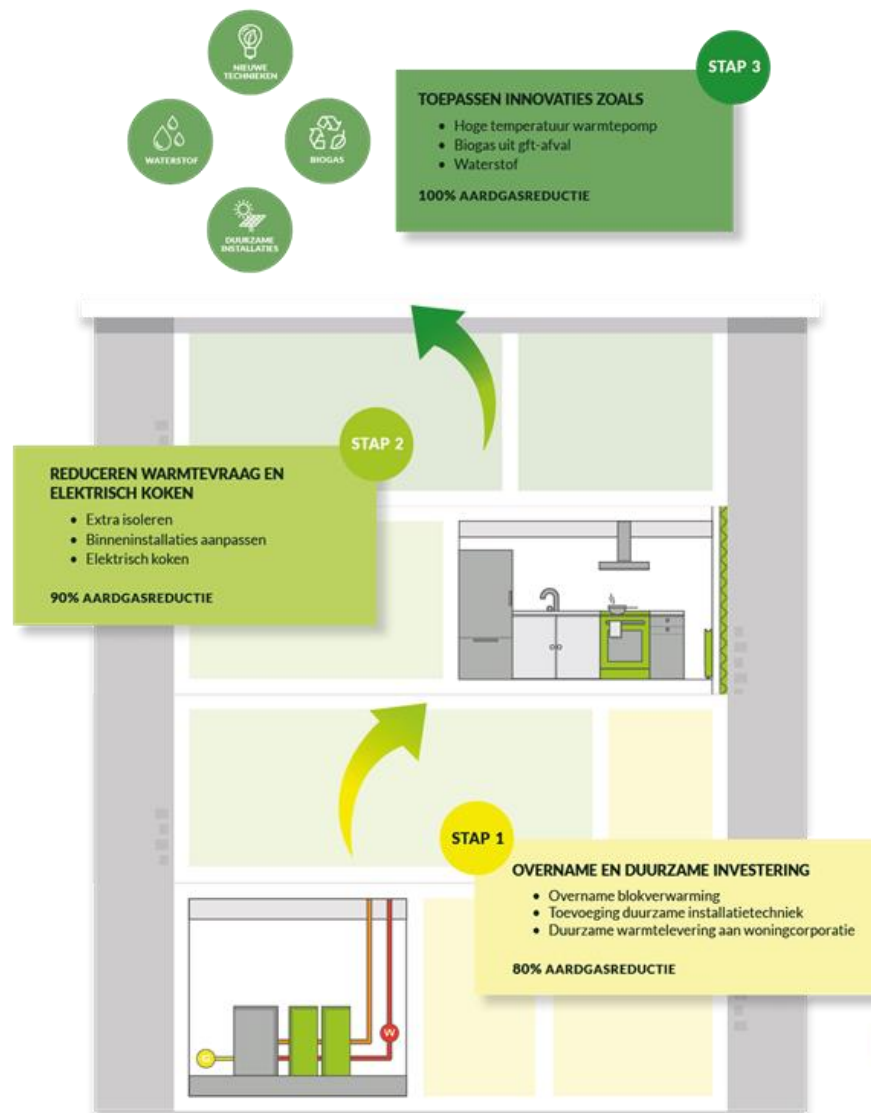 NIEUWE
TECHNIEKEN
WATERSTOF
BIOGAS
DUURZAME
INSTALLATIES
STAP 3
TOEPASSEN INNOVATIES ZOALS
• Hoge temperatuur warmtepomp
• Biogas uit gft-afval
• Waterstof
100% AARDGASREDUCTIE
STAP 2
REDUCEREN WARMTEVRAAG EN
ELEKTRISCH KOKEN
• Extra isoleren
• Binneninstallaties aanpassen
• Elektrisch koken
90% AARDGASREDUCTIE
STAP 1
OVERNAME EN DUURZAME INVESTERING
• Overname blokverwarming
• Toevoeging duurzame installatietechniek
• Duurzame warmtelevering aan woningcorporatie
80% AARDGASREDUCTIE
W
G